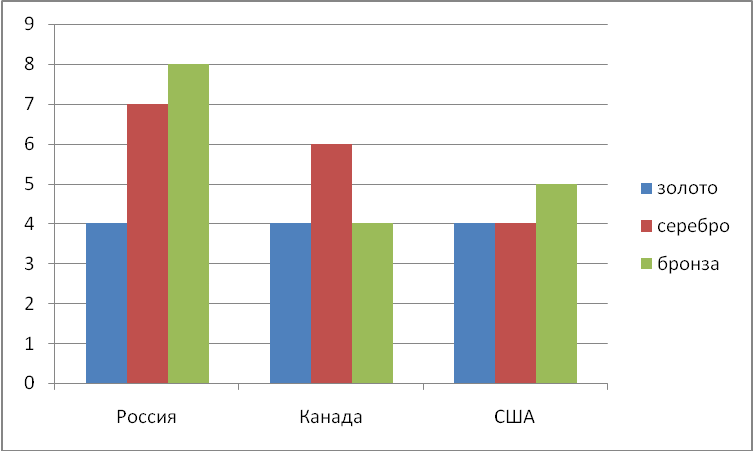 9
8
7
6
5
4
3
2
1
0
Россия
Канада
США
золото
серебро
бронза